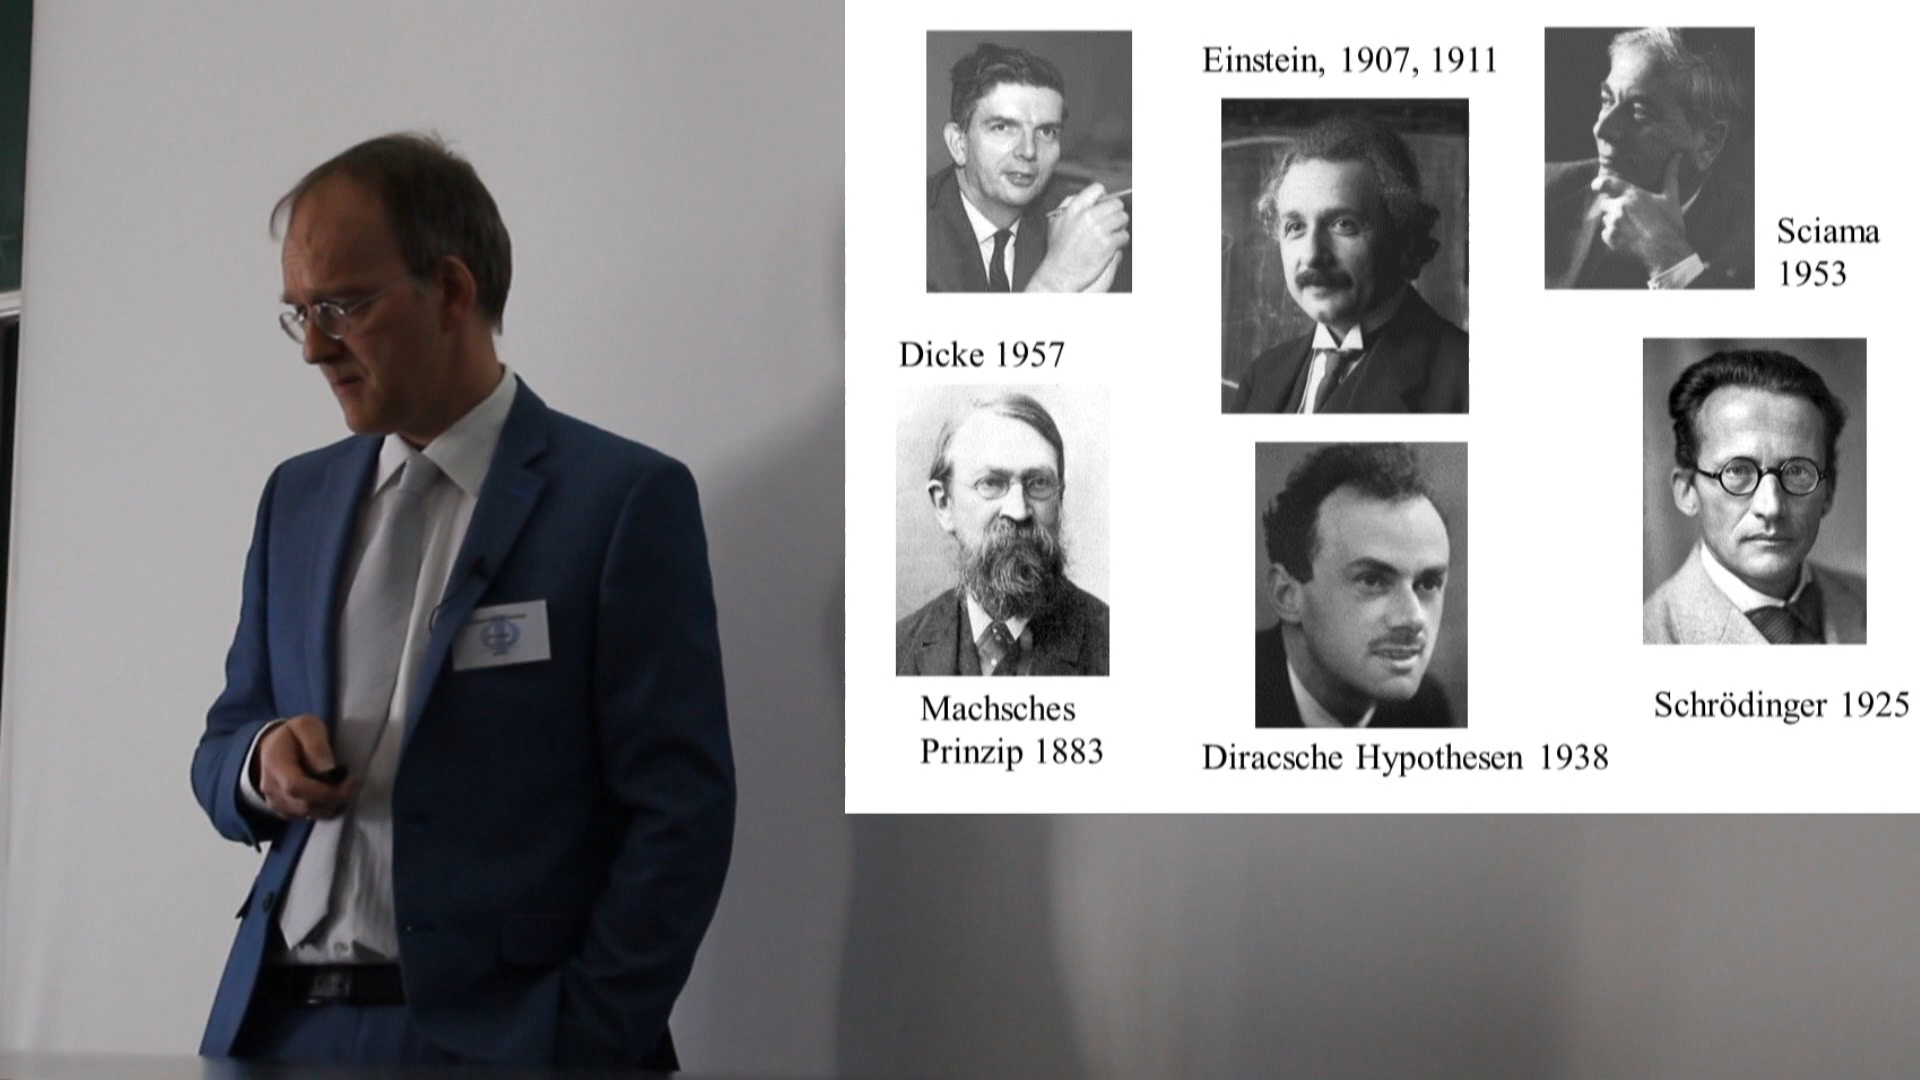 Einstein, 1907, 1911
Sciama
1953
Dicke 1957
Machsches
Prinzip 1883
Diracsche Hypothesen 1938
Schrödinger 1925